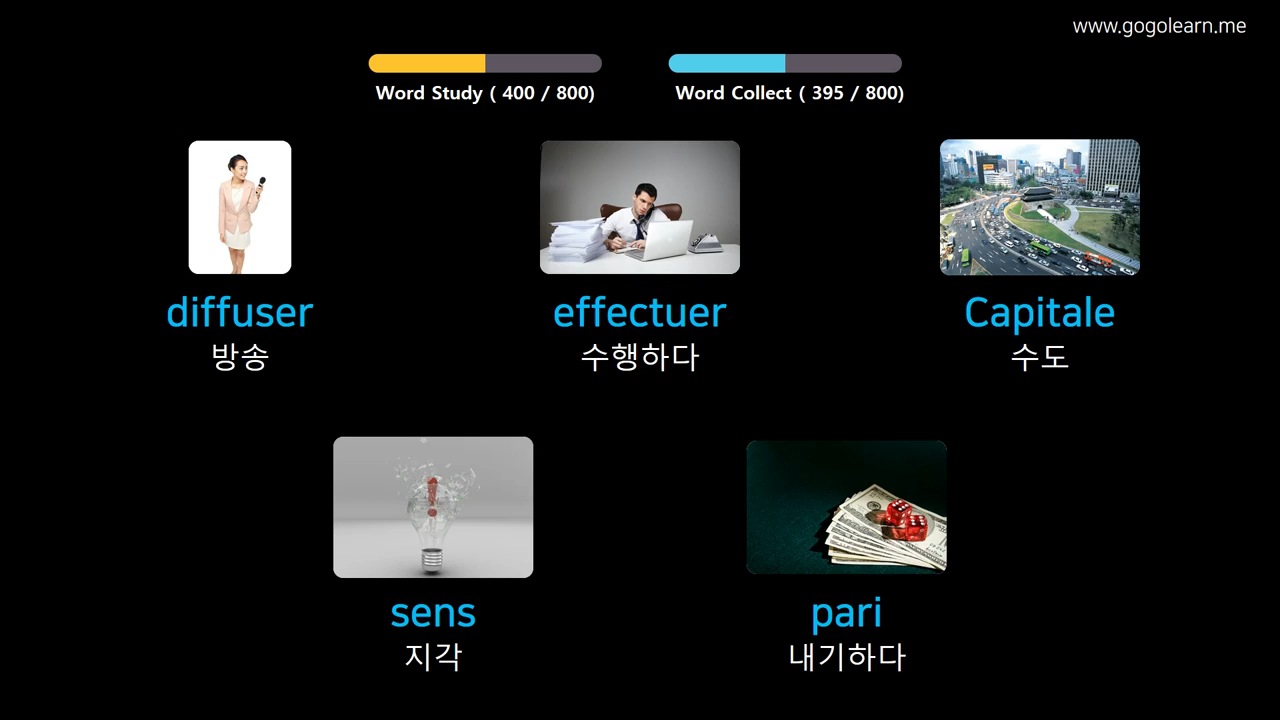 www.gogolearn.me
Word Study ( 400 / 800)
Word Collect ( 395 / 800)
diffuser
방송
effectuer
수행하다
Capitale
수도
sens
지각
pari
내기하다